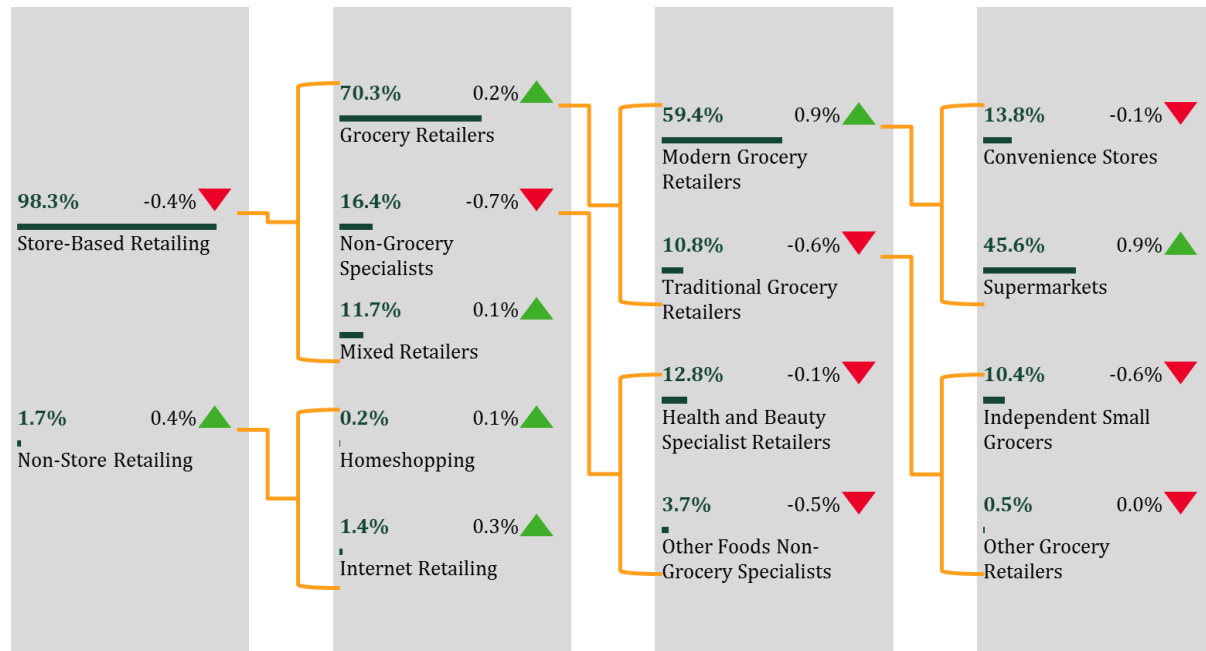 98.3% -0.4%
Store-Based Retailing
1.7% 0.4%
Non-Store Retailing
70.3% 0.2%
Grocery Retailers
16.4% -0.7%
Non-Grocery
Specialists
11.7% 0.1%
Mixed Retailers
0.2% 0.1%
Homeshopping
1.4% 0.3%
Internet Retailing
59.4% 0.9%
Modern Grocery
Retailers
10.8% -0.6%
Traditional Grocery
Retailers
12.8% -0.1%
Health and Beauty
Specialist Retailers
3.7% -0.5%
Other Foods Non-
Grocery Specialists
13.8% -0.1%
Convenience Stores
45.6% 0.9%
Supermarkets
10.4% -0.6%
Independent Small
Grocers
0.5% 0.0%
Other Grocery
Retailers